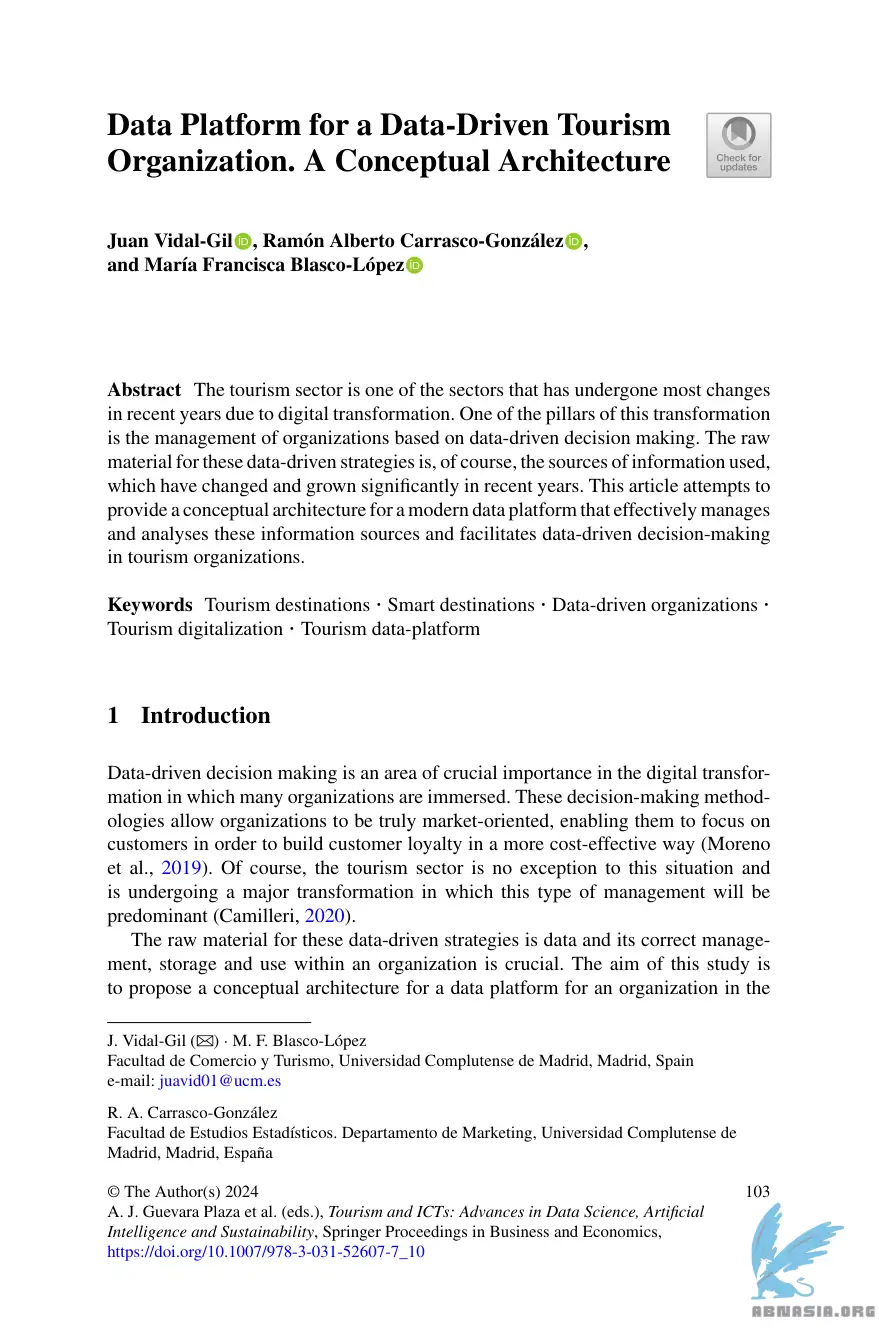 Data Platform for a Data-Driven Tourism
Organization. A Conceptual Architecture
Check for
updates
Juan Vidal-Gil iD , Ramón Alberto Carrasco-González iD ,
and María Francisca Blasco-López iD
Abstract The tourism sector is one of the sectors that has undergone most changes
in recent years due to digital transformation. One of the pillars of this transformation
is the management of organizations based on data-driven decision making. The raw
material for these data-driven strategies is, of course, the sources of information used,
which have changed and grown significantly in recent years. This article attempts to
provide a conceptual architecture for a modern data platform that effectively manages
and analyses these information sources and facilitates data-driven decision-making
in tourism organizations.
Keywords Tourism destinations · Smart destinations · Data-driven organizations ·
Tourism digitalization · Tourism data-platform
1 Introduction
Data-driven decision making is an area of crucial importance in the digital transfor-
mation in which many organizations are immersed. These decision-making method-
ologies allow organizations to be truly market-oriented, enabling them to focus on
customers in order to build customer loyalty in a more cost-effective way (Moreno
et al., 2019). Of course, the tourism sector is no exception to this situation and
is undergoing a major transformation in which this type of management will be
predominant (Camilleri, 2020).
The raw material for these data-driven strategies is data and its correct manage-
ment, storage and use within an organization is crucial. The aim of this study is
to propose a conceptual architecture for a data platform for an organization in the
J. Vidal-Gil (✉) · M. F. Blasco-López
Facultad de Comercio y Turismo, Universidad Complutense de Madrid, Madrid, Spain
e-mail: juavid01@ucm.es
R. A. Carrasco-González
Facultad de Estudios Estadísticos. Departamento de Marketing, Universidad Complutense de
Madrid, Madrid, España
© The Author(s) 2024 103
A. J. Guevara Plaza et al. (eds.), Tourism and ICTs: Advances in Data Science, Artificial
Intelligence and Sustainability, Springer Proceedings in Business and Economics,
https://doi.org/10.1007/978-3-031-52607-7_10
ABNASIA.ORG